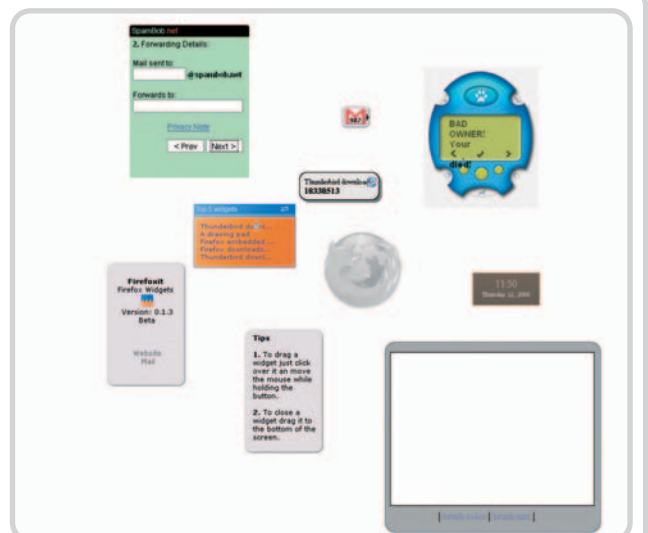 SpamBob.net
2. Forwarding Details:
Mail sent to:
@spambob.net
Forwards to:
Privacy Note
< Prev Next >
BAD
OWNER!
Your
< ✓ >
died!
Thunderbird downloads
18338513
Top 5 widgets
Thunderbird down...
A drawing pad
Firefox embedded ...
Firefox downloads...
Thunderbird downl...
11:50
Thursday 12, 2006
Firefoxit
Firefox Widgets
Version: 0.1.3
Beta
Website
Mail
Tips
1. To drag a
widget just click
over it an move
the mouse while
holding the
button.
2. To close a
widget drag it to
the bottom of the
screen.